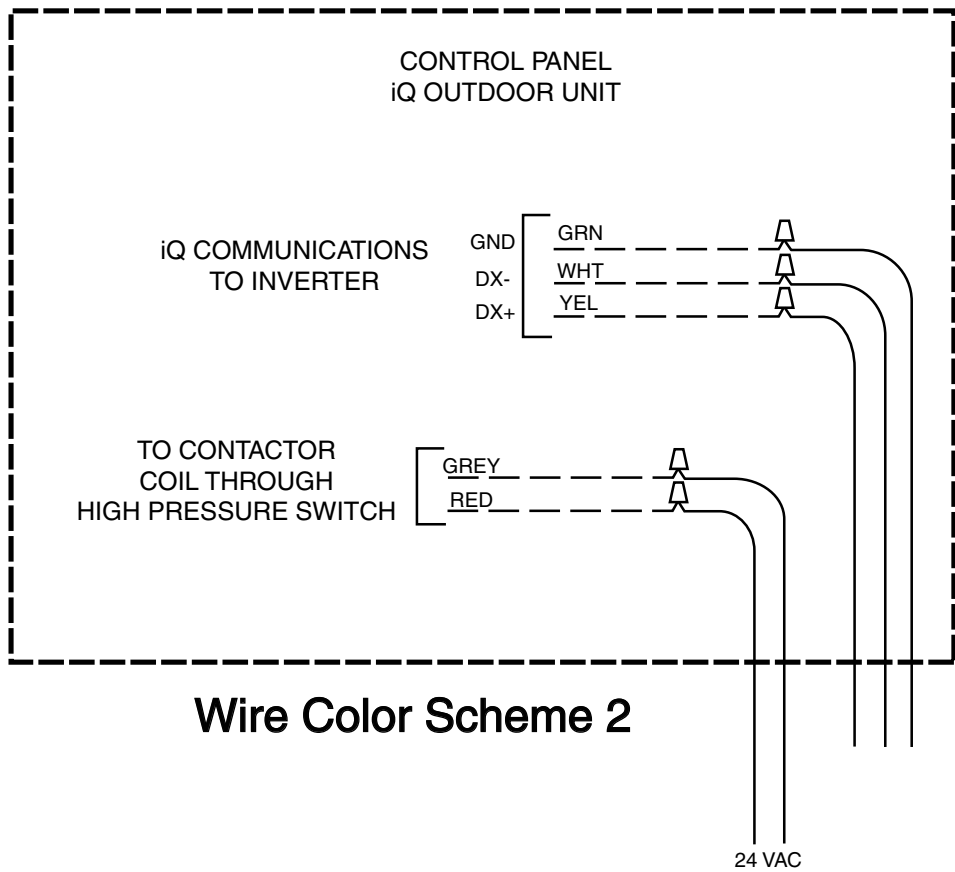 CONTROL PANEL
iQ OUTDOOR UNIT
iQ COMMUNICATIONS
TO INVERTER
GND GRN
DX- WHT
DX+ YEL
TO CONTACTOR
COIL THROUGH
HIGH PRESSURE SWITCH
GREY
RED
Wire Color Scheme 2
24 VAC